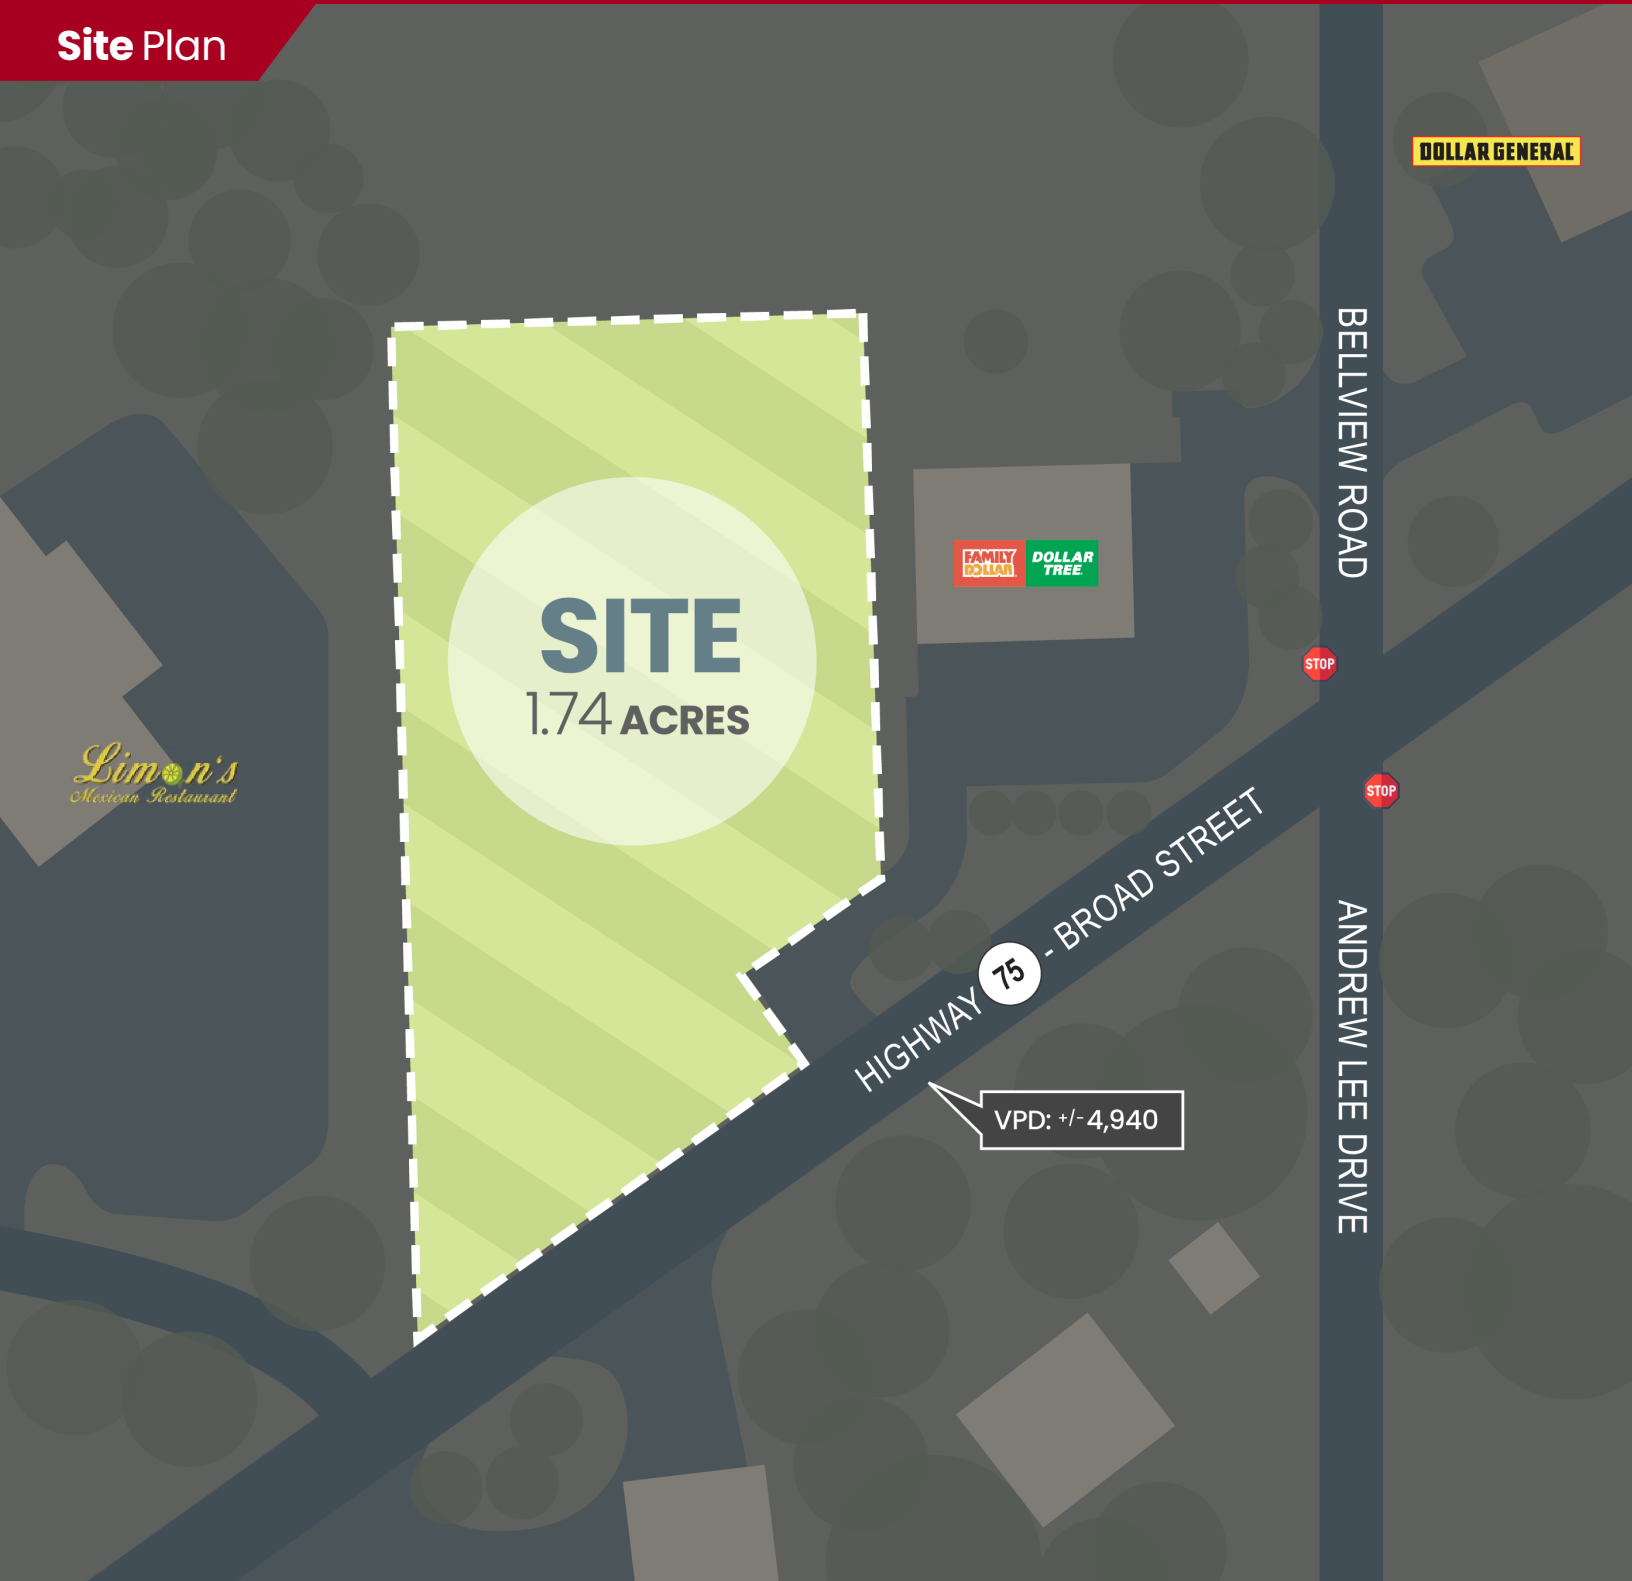 Site Plan
DOLLAR GENERAL
BELLVIEW ROAD
FAMILY
DOLLAR
DOLLAR
TREE
SITE
1.74 ACRES
STOP
Limon's
Mexican Restaurant
STOP
HIGHWAY 75 - BROAD STREET
ANDREW LEE DRIVE
VPD: +/- 4,940